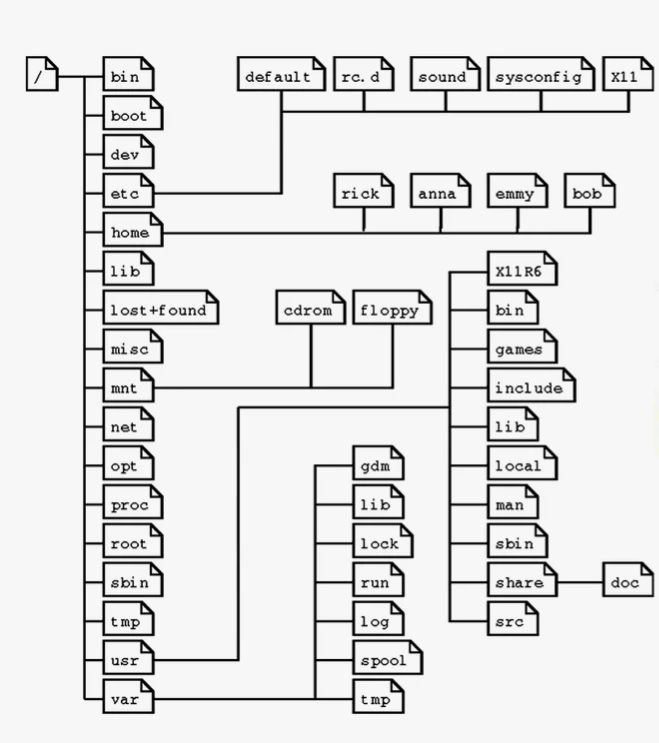 / bin default rc.d sound sysconfig X11
boot
dev
etc rick anna emmy bob
home
lib X11R6
lost+found cdrom floppy bin
misc games
mnt include
net lib
opt gdm local
proc lib man
root lock sbin
sbin run share doc
tmp log src
usr spool
var tmp